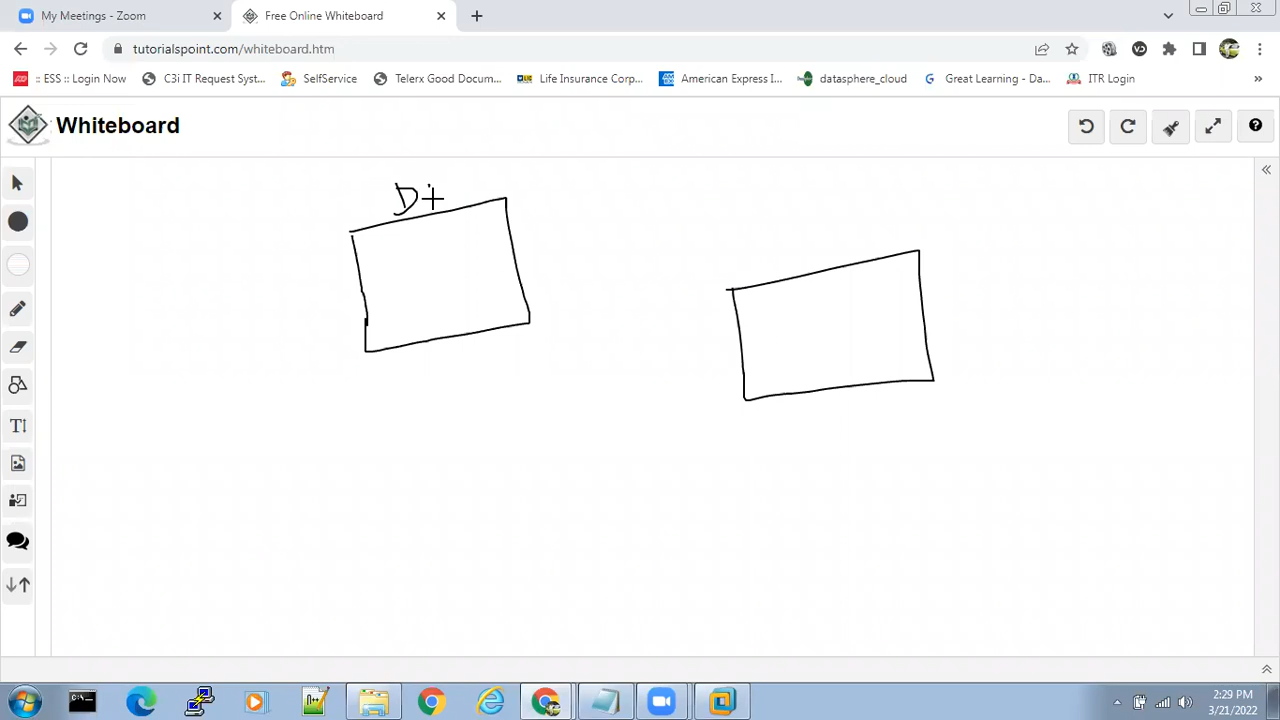 My Meetings - Zoom
Free Online Whiteboard
tutorialspoint.com/whiteboard.htm
:: ESS :: Login Now
C3i IT Request Syst...
SelfService
Telerx Good Docum...
Life Insurance Corp...
American Express I...
datasphere_cloud
Great Learning - Da...
ITR Login
Whiteboard
D
2:29 PM
3/21/2022